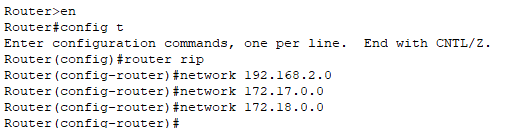 Router>en
Router#config t
Enter configuration commands, one per line.  End with CNTL/Z.
Router(config)#router rip
Router(config-router)#network 192.168.2.0
Router(config-router)#network 172.17.0.0
Router(config-router)#network 172.18.0.0
Router(config-router)#